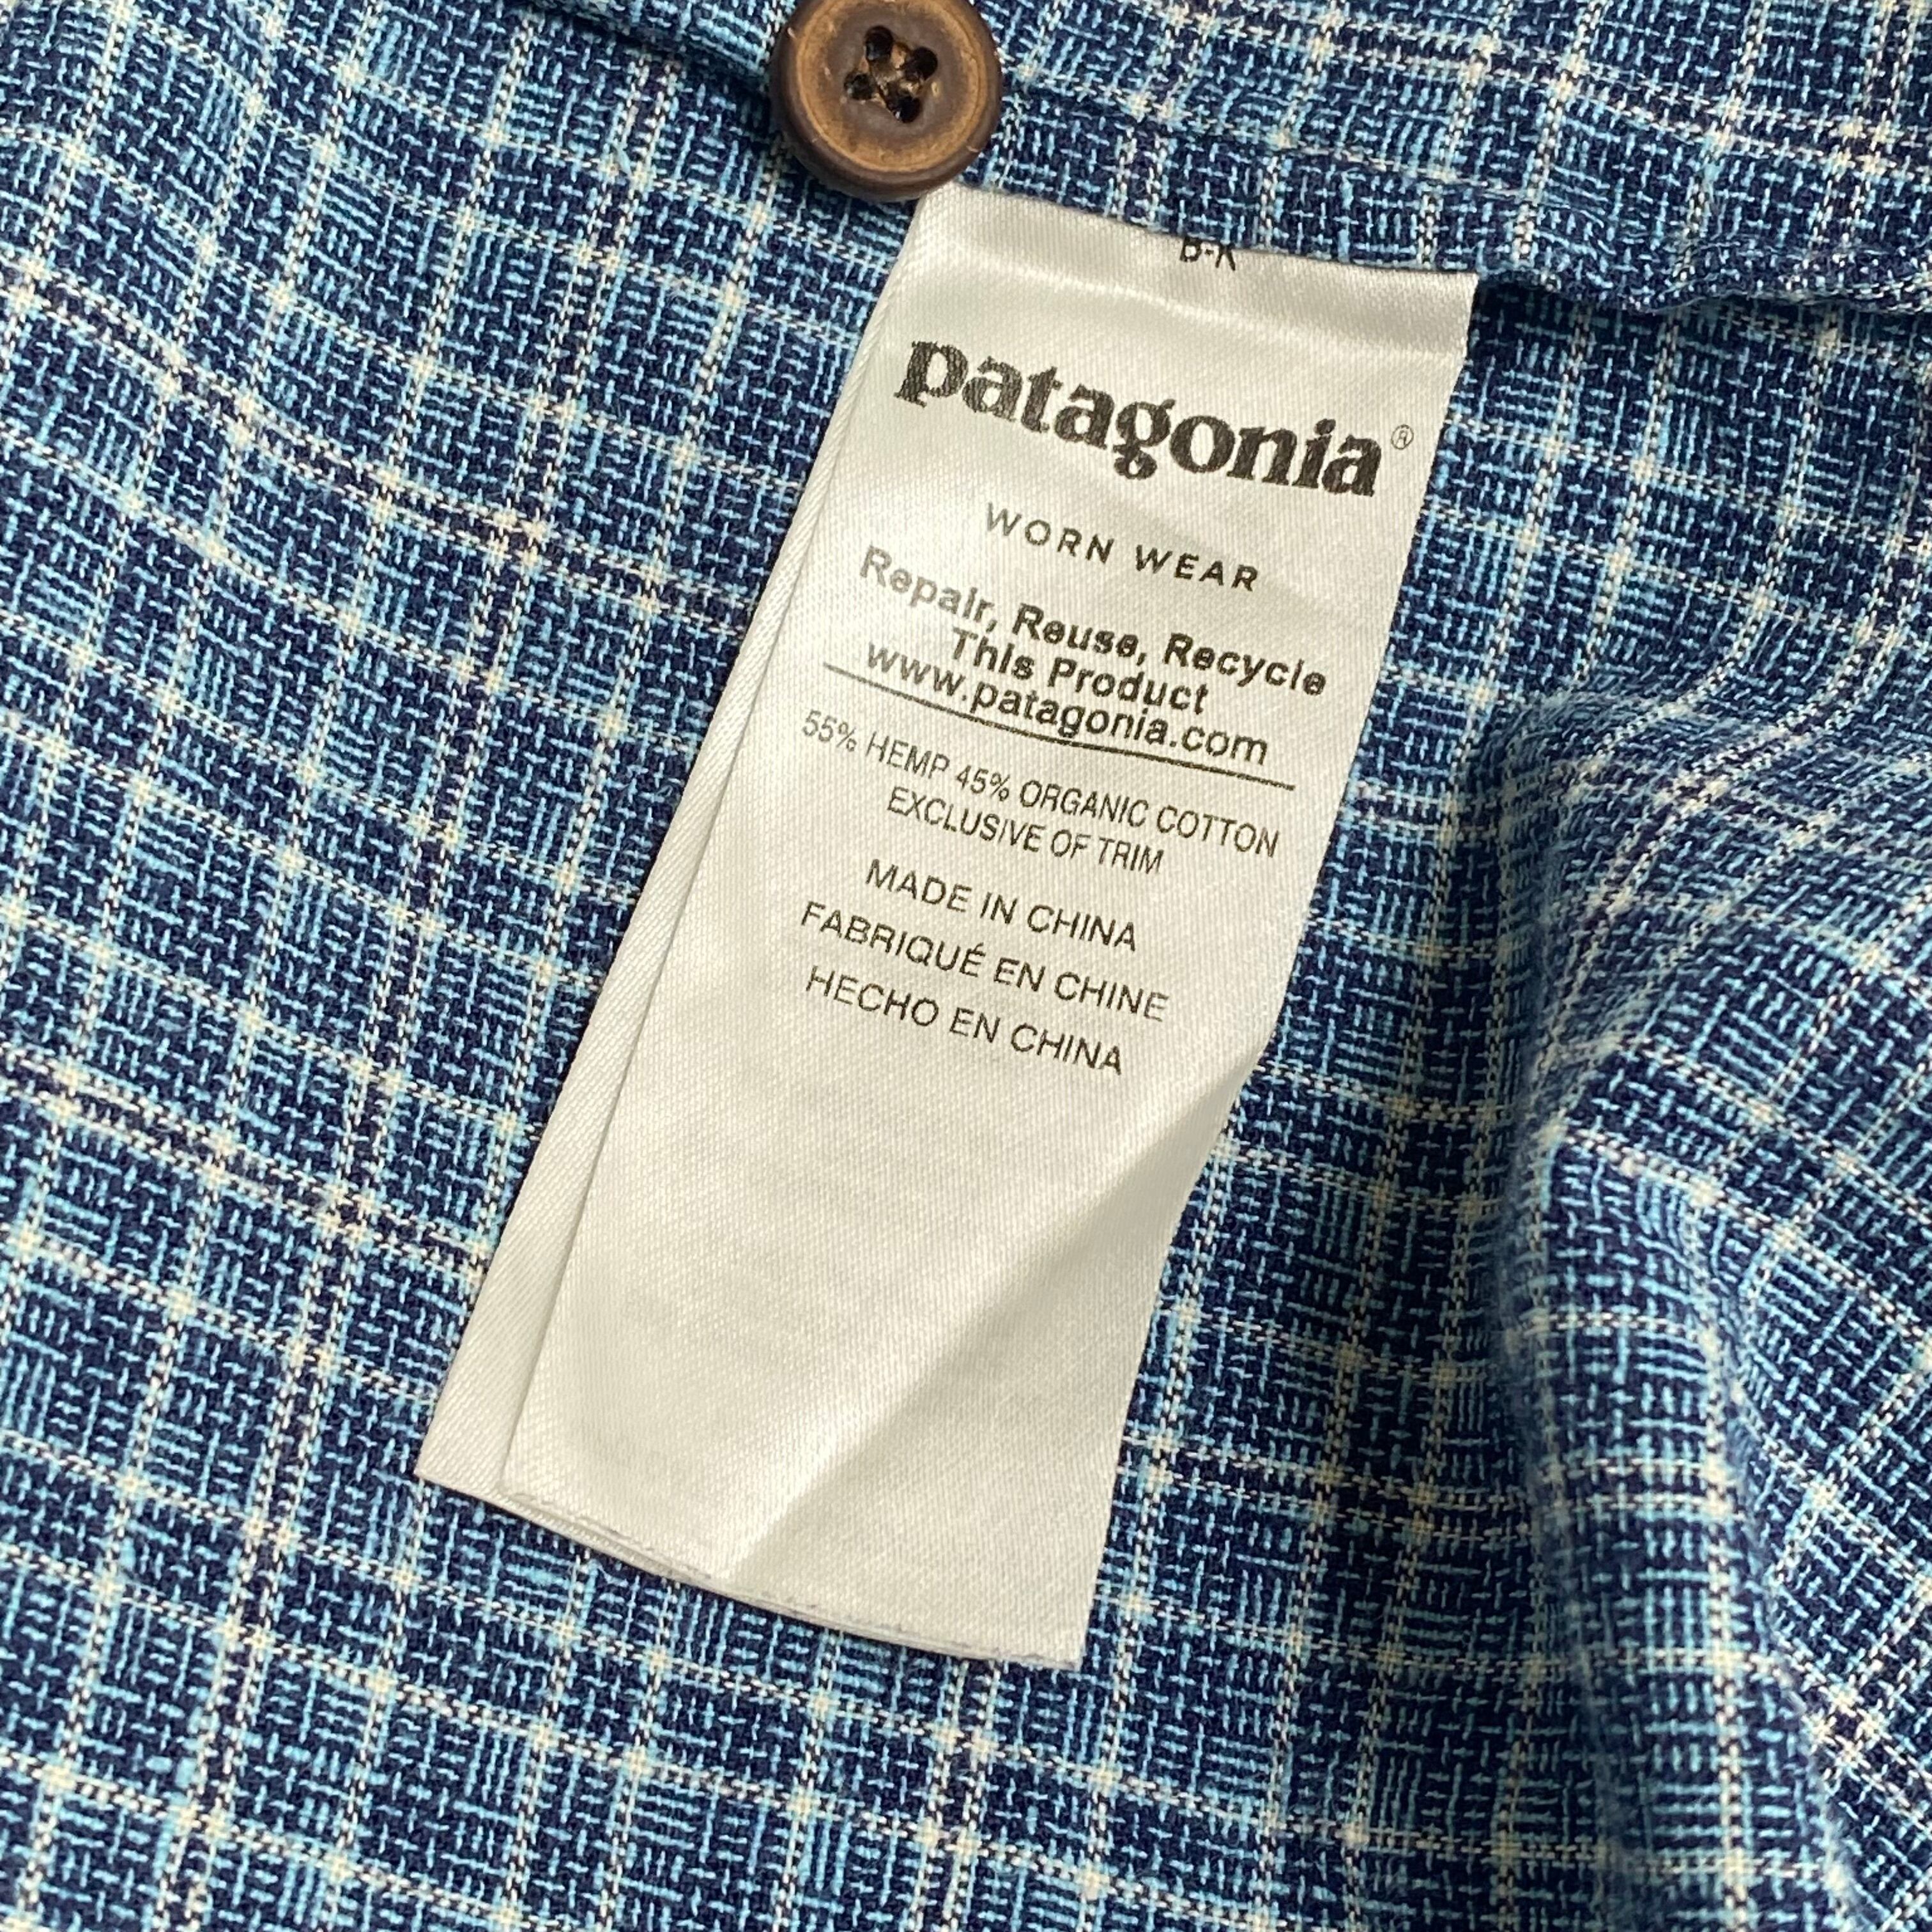 patagonia®
WORN WEAR
Repair, Reuse, Recycle
This Product
www.patagonia.com
55% HEMP 45% ORGANIC COTTON
EXCLUSIVE OF TRIM
MADE IN CHINA
FABRIQUÉ EN CHINE
HECHO EN CHINA